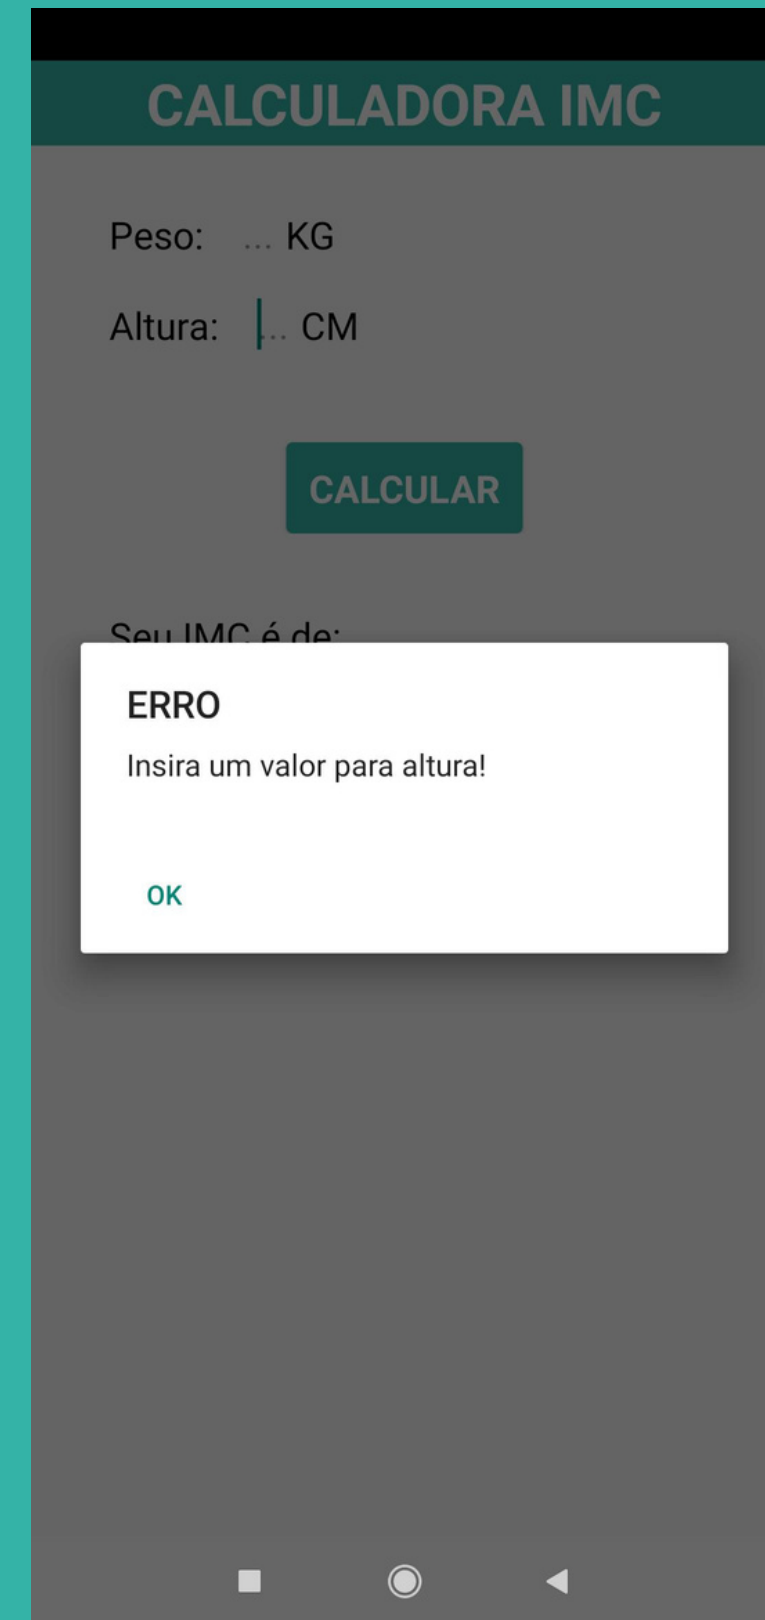 CALCULADORA IMC
Peso: ... KG
Altura: ... CM
CALCULAR
Seu IMC é de:
ERRO
Insira um valor para altura!
OK